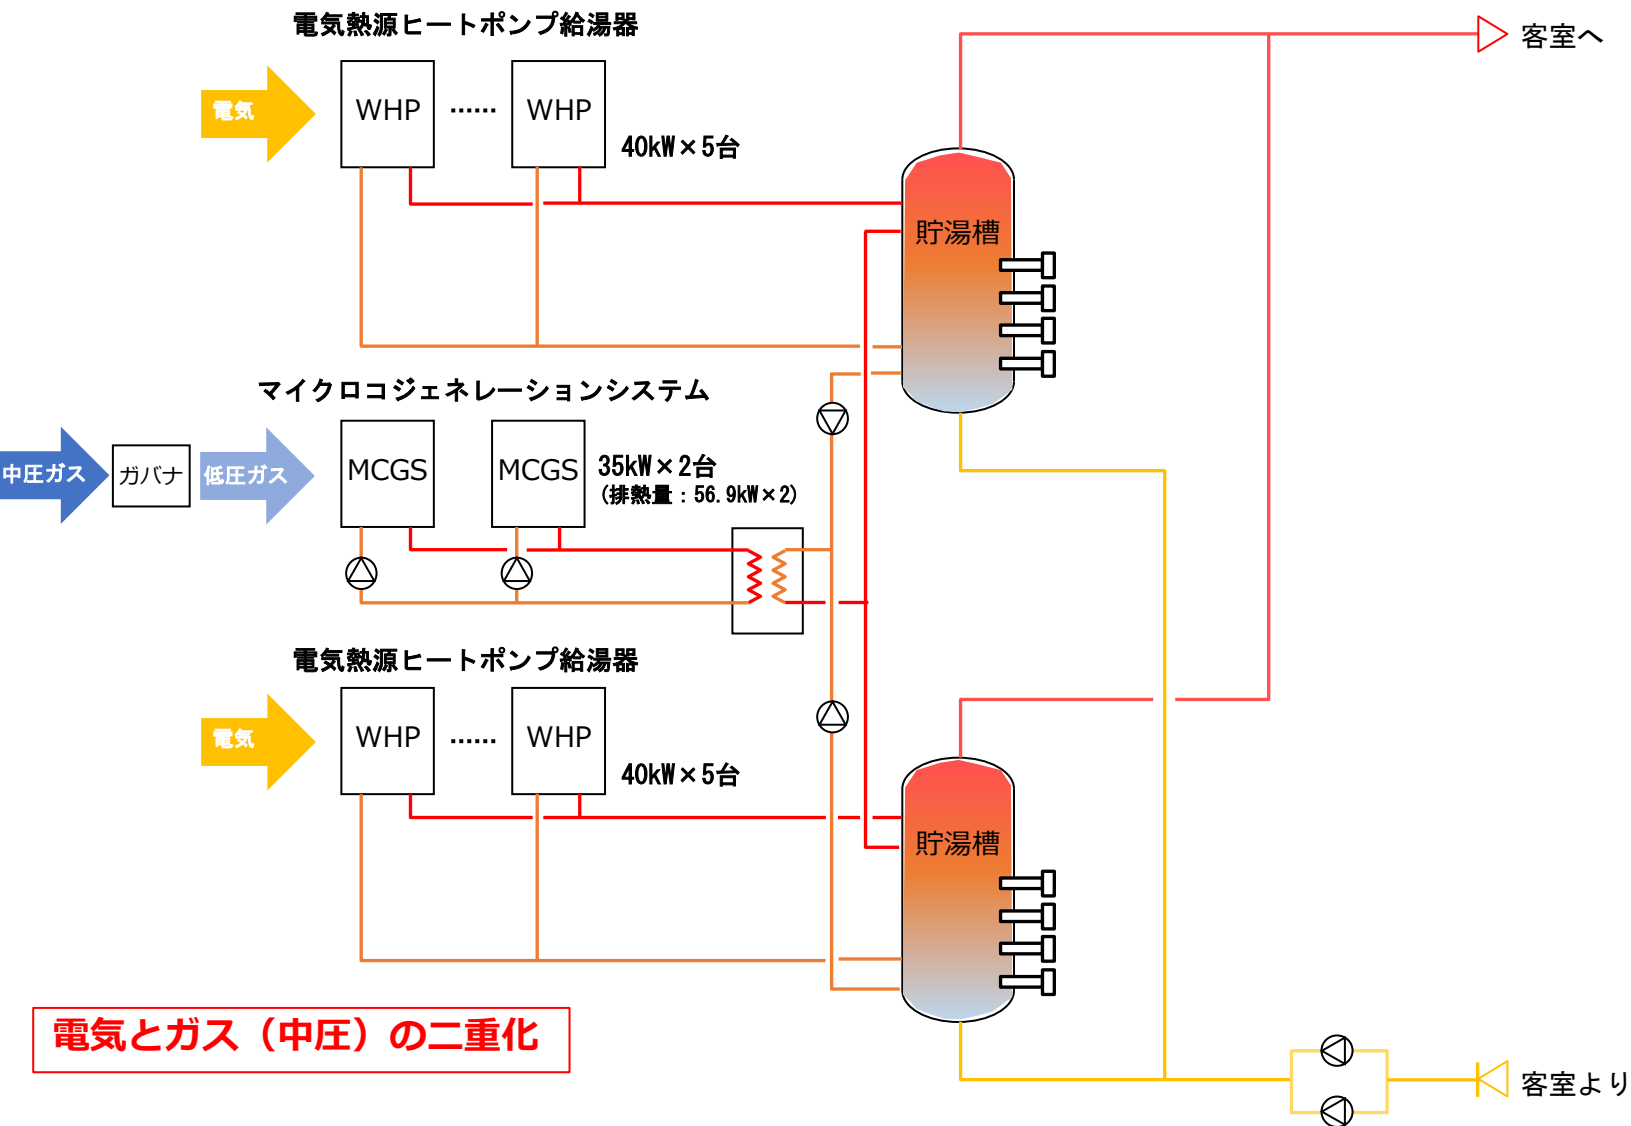 電気熱源ヒートポンプ給湯器
客室へ
電気
WHP
……
WHP
40kW×5台
貯湯槽
マイクロコジェネレーションシステム
中圧ガス
ガバナ
低圧ガス
MCGS
MCGS
35kW×2台
(排熱量:56.9kW×2)
電気熱源ヒートポンプ給湯器
電気
WHP
……
WHP
40kW×5台
貯湯槽
電気とガス（中圧）の二重化
客室より